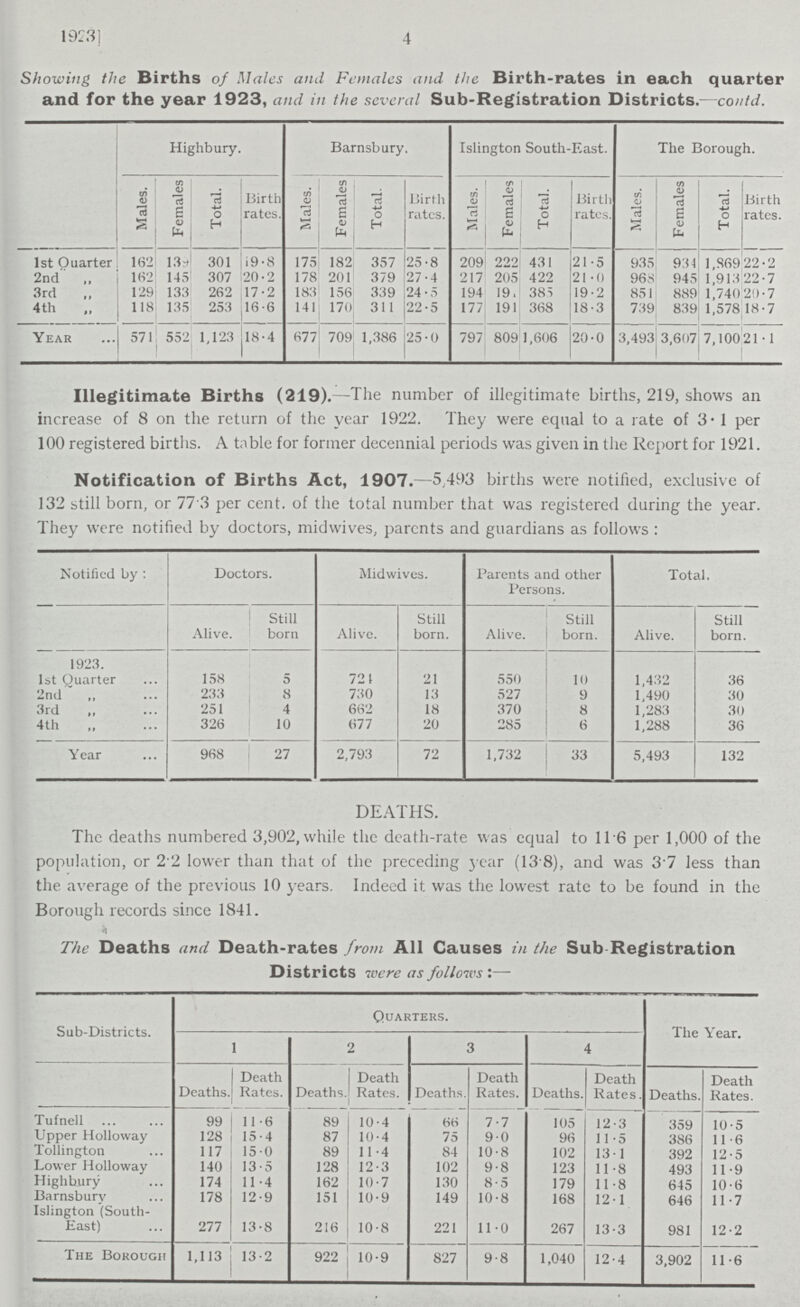 1923]
4
Showing the Births of Males and Females and the Birth-rates in each quarter
and for the year 1923, and in the several Sub-Registration Districts.—contd.
Highbury. Barnsbury. Islington South-East. The Borough.
Males. Females Total. Birth rates. Males. Females Total. Birth rates. Males. Females Total. Birth rates. Males. Females Total. Birth rates.
1st Quarter 162 301 19·8 175 182 357 25·8 209 222 431 21·5 935 934 1,869 22·2
2nd ,, 162 145 307 20·2 178 201 379 27·4 217 205 422 21·0 968 945 1,913 22·7
3rd ,, 129 133 262 17·2 183 156 339 24·5 194 385 19·2 851 889 1,740 20·7
4th ,, 118 135 253 16·6 141 170 311 22·5 177 191 368 18·3 739 839 1,578 18·7
Year ... 571 552 1,123 18·4 677 709 1,386 25·0 797 809 1,606 20·0 3,493 3,607 7,100 21·1
Illegitimate Births (219).—The number of illegitimate births, 219, shows an
increase of 8 on the return of the year 1922. They were equal to a rate of 3·1 per
100 registered births. A table for former decennial periods was given in the Report for 1921.
Notification of Births Act, 1907.—5,493 births were notified, exclusive of
132 still born, or 77·3 per cent. of the total number that was registered during the year.
They were notified by doctors, midwives, parents and guardians as follows :
Notified by : Doctors. Midwives. Parents and other Persons. Total.
Alive. Still born Alive. Still born. Alive. Still born. Alive. Still born.
1923.
1st Quarter ... 158 5 724 21 550 10 1,432 36
2nd ,, ... 233 8 730 13 527 9 1,490 30
3rd ,, ... 251 4 662 18 370 8 1,283 30
4th ,, ... 326 10 677 20 285 6 1,288 36
Year ... 968 27 2,793 72 1,732 33 5,493 132
DEATHS.
The deaths numbered 3,902, while the death-rate was equal to 11·6 per 1,000 of the
population, or 2·2 lower than that of the preceding year (13·8), and was 3·7 less than
the average of the previous 10 years. Indeed it was the lowest rate to be found in the
Borough records since 1841.
The Deaths and Death-rates from All Causes in the Sub-Registration
Districts were as follows :—
Sub-Districts. Quarters. The Year.
1 2 3 4
Deaths. Death Rates. Deaths. Death Rates. Deaths. Death Rates. Deaths. Death Rates. Deaths. Death Rates.
Tufnell ... ... 99 11·6 89 10·4 66 7·7 105 12·3 359 10·5
Upper Holloway 128 15·4 87 10·4 75 9·0 96 11·5 386 11·6
Tollington ... 117 15·0 89 11·4 84 10·8 102 13·1 392 12·5
Lower Holloway 140 13·5 128 12·3 102 9·8 123 11·8 493 11·9
Highbury ... 174 11·4 162 10·7 130 8·5 179 11·8 645 10·6
Barnsbury ... 178 12·9 151 10·9 149 10·8 168 12·1 646 11·7
Islington (South-
East) ... 277 13·8 216 10·8 221 11·0 267 13·3 981 12·2
The Borough 1,113 13·2 922 10·9 827 9·8 1,040 12·4 3,902 11·6